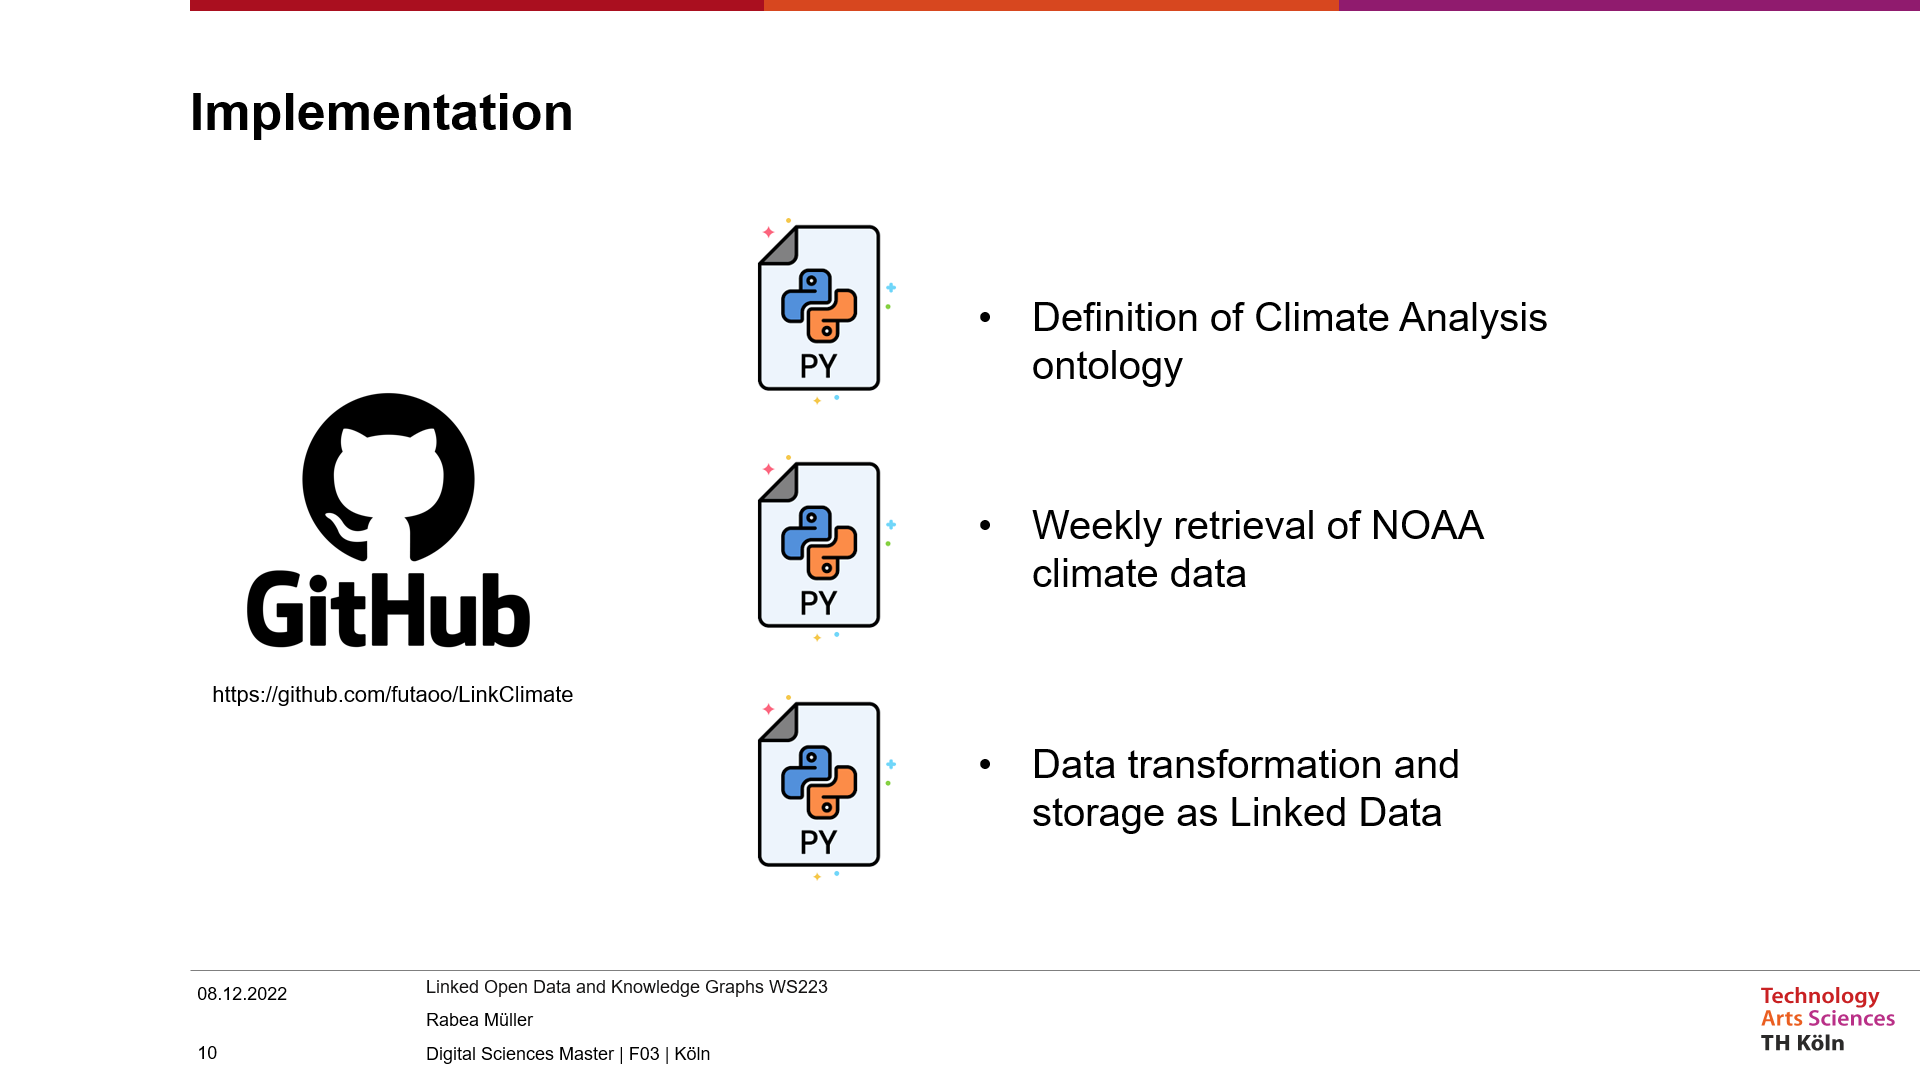 Implementation
GitHub
https://github.com/futaoo/LinkClimate
PY
• Definition of Climate Analysis
ontology
PY
• Weekly retrieval of NOAA
climate data
PY
• Data transformation and
storage as Linked Data
08.12.2022
10
Linked Open Data and Knowledge Graphs WS223
Rabea Müller
Digital Sciences Master | F03 | Köln
Technology
Arts Sciences
TH Köln